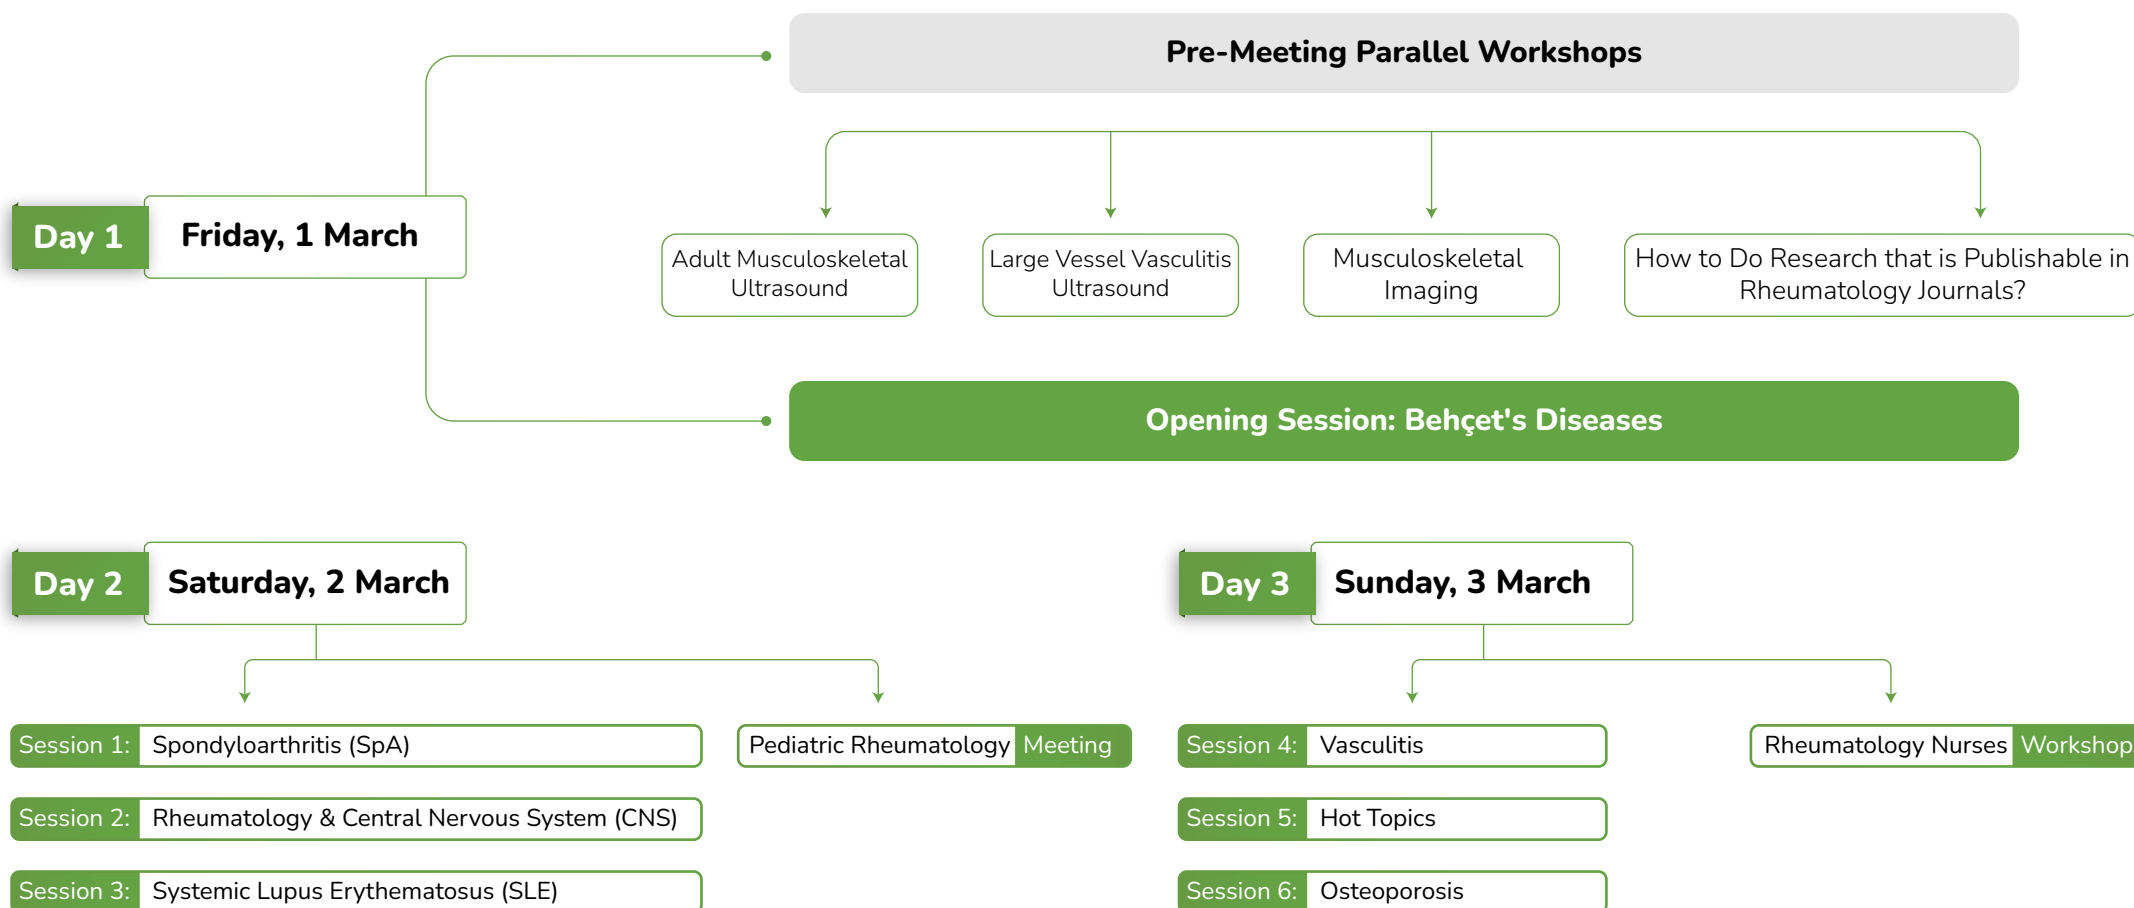 Pre-Meeting Parallel Workshops
Day 1
Friday, 1 March
Adult Musculoskeletal
Ultrasound
Large Vessel Vasculitis
Ultrasound
Musculoskeletal
Imaging
How to Do Research that is Publishable in
Rheumatology Journals?
Opening Session: Behçet's Diseases
Day 2
Saturday, 2 March
Session 1: Spondyloarthritis (SpA)
Session 2: Rheumatology & Central Nervous System (CNS)
Session 3: Systemic Lupus Erythematosus (SLE)
Pediatric Rheumatology Meeting
Day 3
Sunday, 3 March
Session 4: Vasculitis
Session 5: Hot Topics
Session 6: Osteoporosis
Rheumatology Nurses Workshop